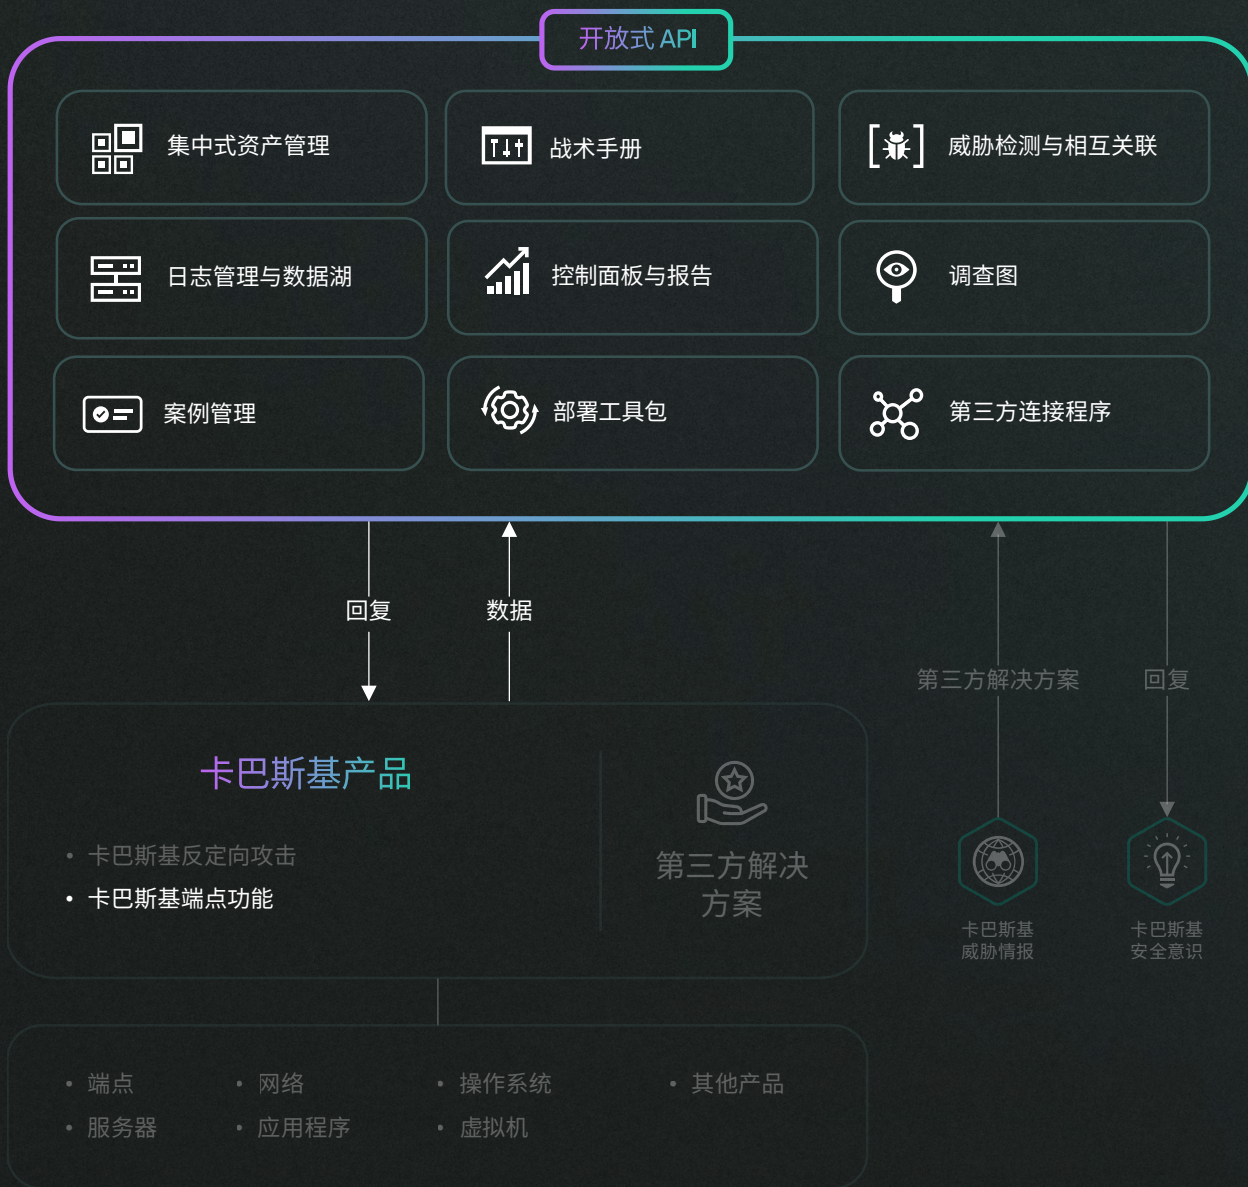 开放式 API
集中式资产管理
战术手册
威胁检测与相互关联
日志管理与数据湖
控制面板与报告
调查图
案例管理
部署工具包
第三方连接程序
回复
数据
第三方解决方案
回复
卡巴斯基产品
• 卡巴斯基反定向攻击
• 卡巴斯基端点功能
第三方解决
方案
卡巴斯基
威胁情报
卡巴斯基
安全意识
• 端点
• 网络
• 操作系统
• 其他产品
• 服务器
• 应用程序
• 虚拟机